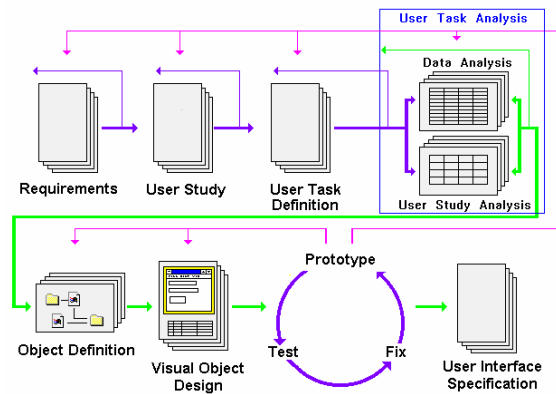 User Task Analysis
Data Analysis
Requirements
User Study
User Task
Definition
User Study Analysis
Prototype
Test
Fix
Object Definition
Visual Object
Design
User Interface
Specification